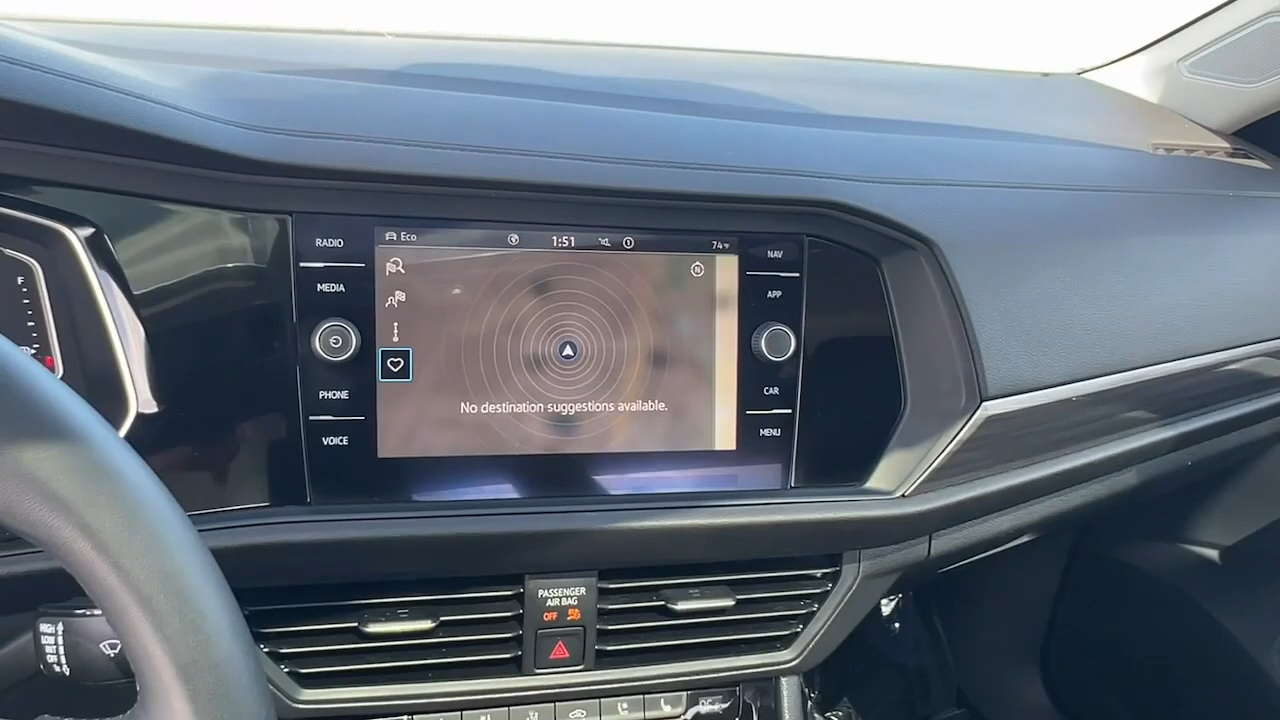 RADIO
MEDIA
PHONE
VOICE
Eco
1:51
74°F
N
No destination suggestions available.
NAV
APP
CAR
MENU
F
PASSENGER
AIR BAG
OFF
HIGH
LOW
INT
OFF
1x